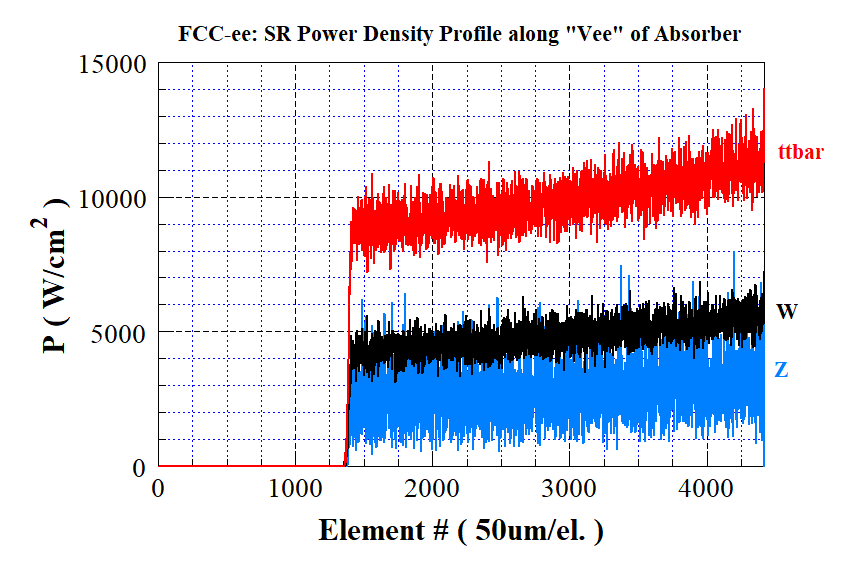 FCC-ee: SR Power Density Profile along "Vee" of Absorber
15000
10000
5000
0
P ( W/cm² )
ttbar
W
Z
0 1000 2000 3000 4000
Element # ( 50um/el. )